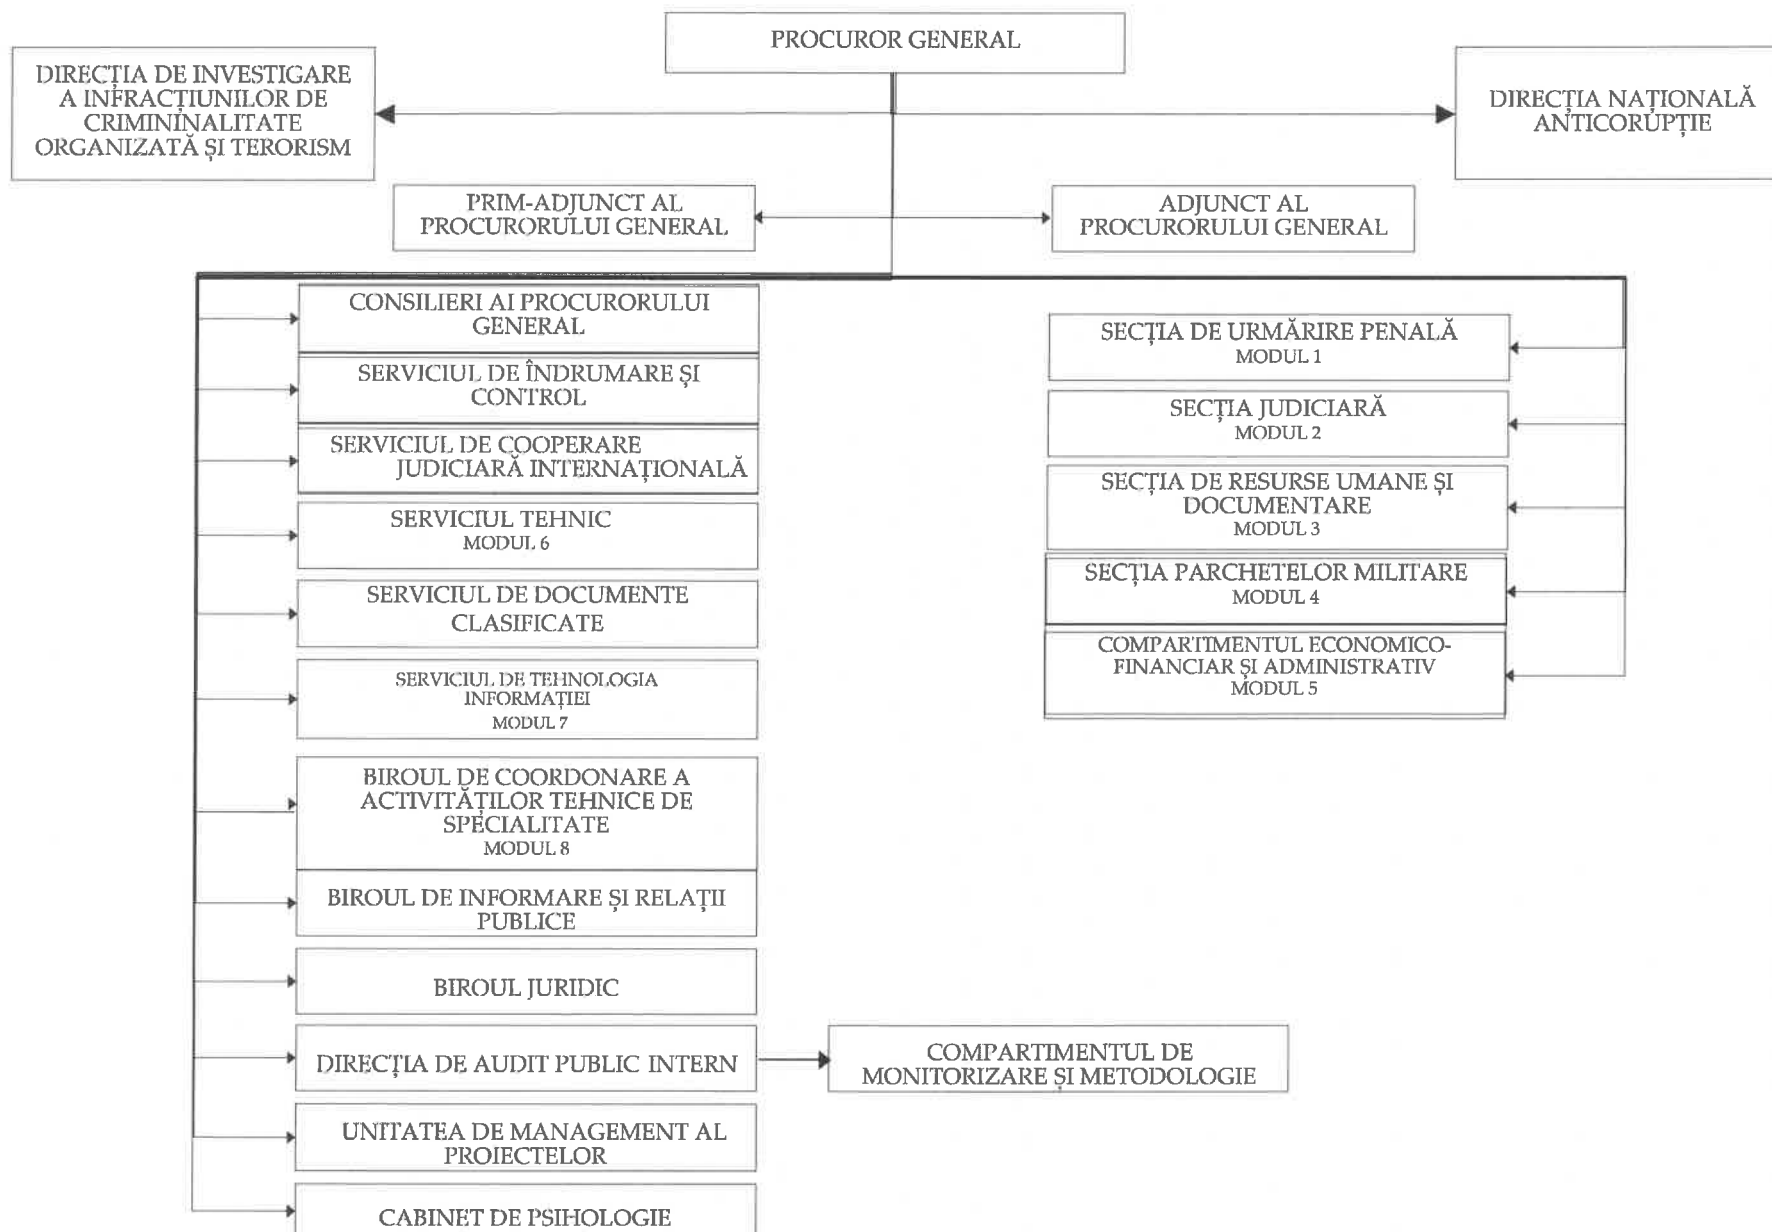 PROCUROR GENERAL
DIRECȚIA DE INVESTIGARE
A INFRACȚIUNILOR DE
CRIMININALITATE
ORGANIZATĂ ȘI TERORISM
DIRECȚIA NAȚIONALĂ
ANTICORUPȚIE
PRIM-ADJUNCT AL
PROCURORULUI GENERAL
ADJUNCT AL
PROCURORULUI GENERAL
CONSILIERI AI PROCURORULUI
GENERAL
SERVICIUL DE ÎNDRUMARE ȘI
CONTROL
SERVICIUL DE COOPERARE
JUDICIARĂ INTERNAȚIONALĂ
SERVICIUL TEHNIC
MODUL 6
SERVICIUL DE DOCUMENTE
CLASIFICATE
SERVICIUL DE TEHNOLOGIA
INFORMAȚIEI
MODUL 7
BIROUL DE COORDONARE A
ACTIVITĂȚILOR TEHNICE DE
SPECIALITATE
MODUL 8
BIROUL DE INFORMARE ȘI RELAȚII
PUBLICE
BIROUL JURIDIC
DIRECȚIA DE AUDIT PUBLIC INTERN
COMPARTIMENTUL DE
MONITORIZARE ȘI METODOLOGIE
UNITATEA DE MANAGEMENT AL
PROIECTELOR
CABINET DE PSIHOLOGIE
SECȚIA DE URMĂRIRE PENALĂ
MODUL 1
SECȚIA JUDICIARĂ
MODUL 2
SECȚIA DE RESURSE UMANE ȘI
DOCUMENTARE
MODUL 3
SECȚIA PARCHETELOR MILITARE
MODUL 4
COMPARTIMENTUL ECONOMICO-
FINANCIAR ȘI ADMINISTRATIV
MODUL 5